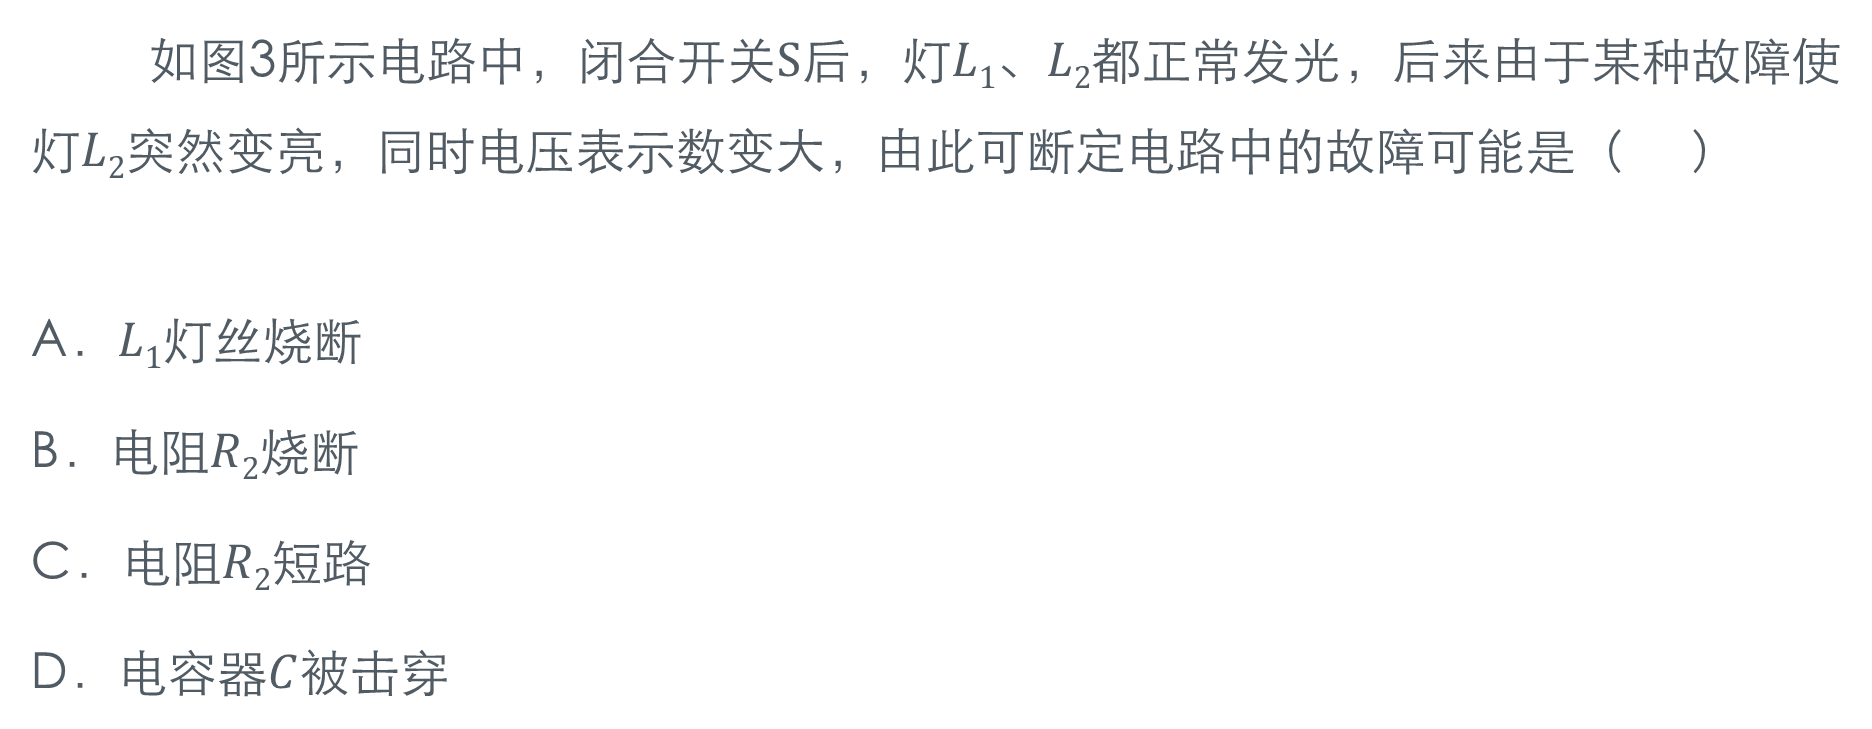 如图3所示电路中，闭合开关S后，灯L₁、L₂都正常发光，后来由于某种故障使
灯L₂突然变亮，同时电压表示数变大，由此可断定电路中的故障可能是（　）
A．L₁灯丝烧断
B．电阻R₂烧断
C．电阻R₂短路
D．电容器C被击穿